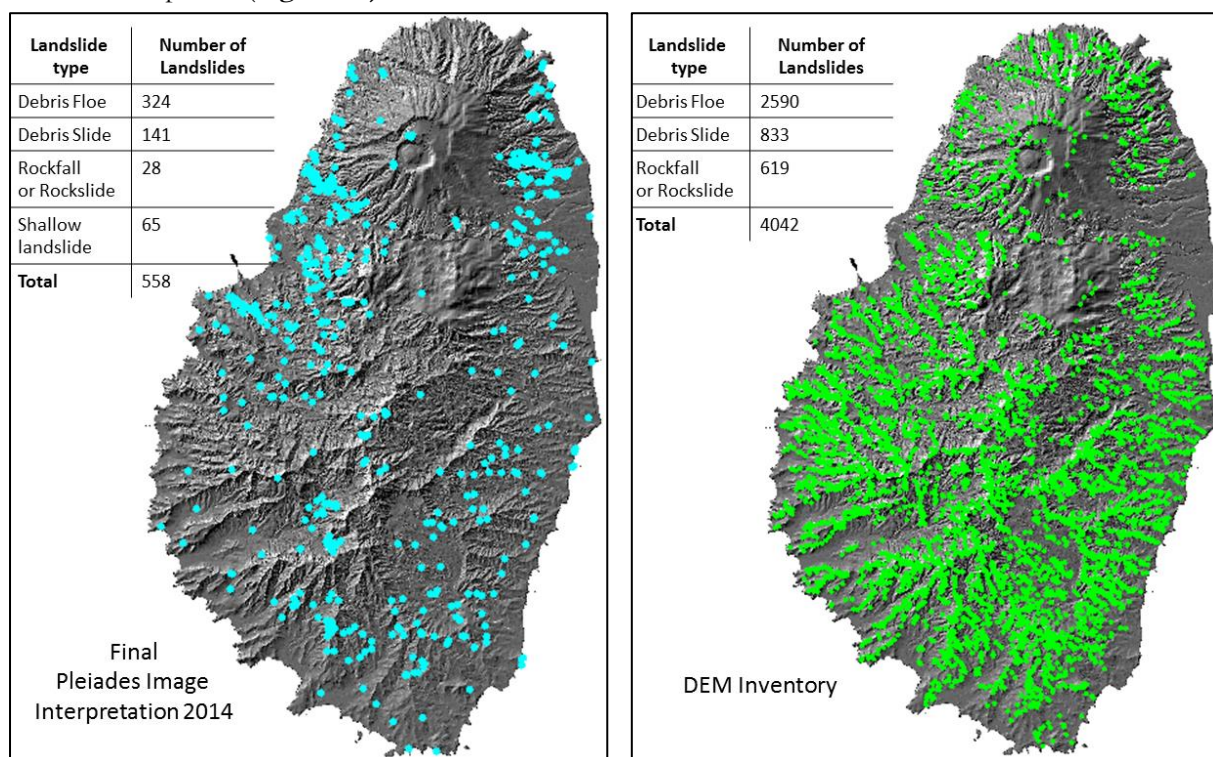 Landslide Number of
type Landslides
Debris Floe 324
Debris Slide 141
Rockfall 28
or Rockslide
Shallow 65
landslide
Total 558
Final
Pleiades Image
Interpretation 2014
Landslide Number of
type Landslides
Debris Floe 2590
Debris Slide 833
Rockfall 619
or Rockslide
Total 4042
DEM Inventory